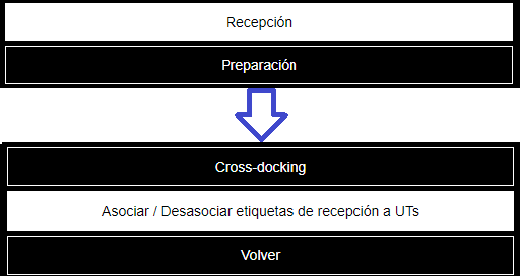 Recepción
Preparación
Cross-docking
Asociar / Desasociar etiquetas de recepción a UTs
Volver